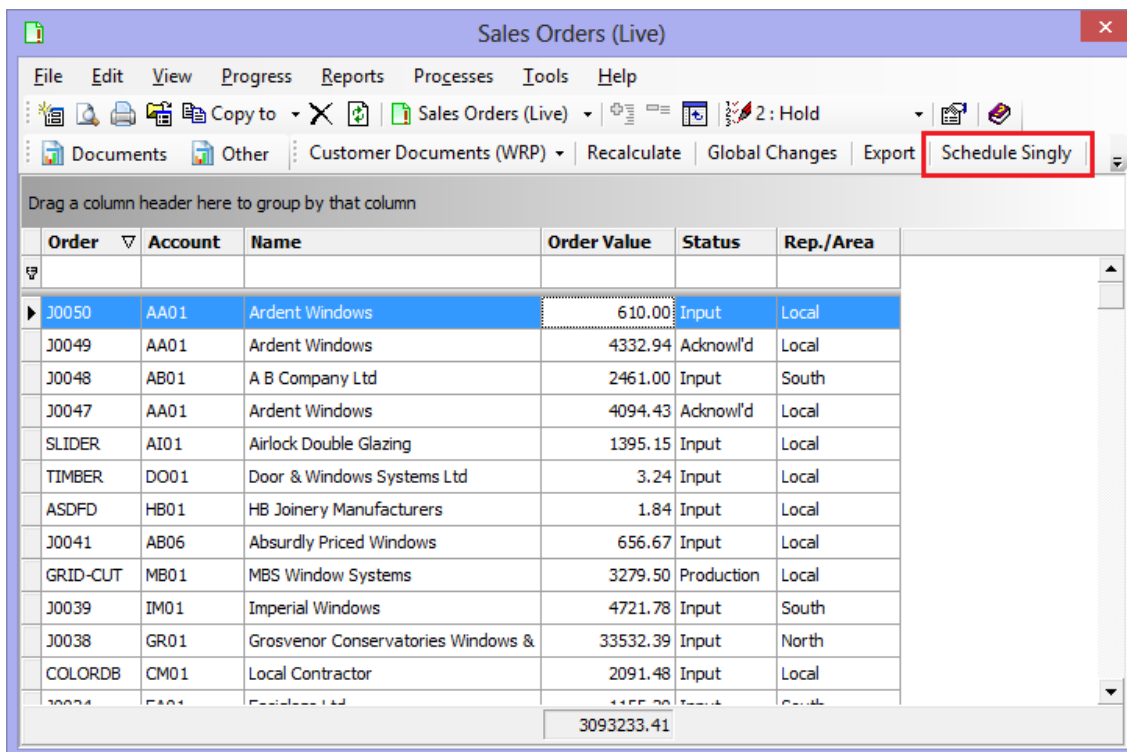 Sales Orders (Live)
File Edit View Progress Reports Processes Tools Help
Copy to Sales Orders (Live) 2 : Hold
Documents Other Customer Documents (WRP) Recalculate Global Changes Export Schedule Singly
Drag a column header here to group by that column
Order Account Name Order Value Status Rep./Area
J0050 AA01 Ardent Windows 610.00 Input Local
J0049 AA01 Ardent Windows 4332.94 Acknowl'd Local
J0048 AB01 A B Company Ltd 2461.00 Input South
J0047 AA01 Ardent Windows 4094.43 Acknowl'd Local
SLIDER AI01 Airlock Double Glazing 1395.15 Input Local
TIMBER DO01 Door & Windows Systems Ltd 3.24 Input Local
ASDFD HB01 HB Joinery Manufacturers 1.84 Input Local
J0041 AB06 Absurdly Priced Windows 656.67 Input Local
GRID-CUT MB01 MBS Window Systems 3279.50 Production Local
J0039 IM01 Imperial Windows 4721.78 Input South
J0038 GR01 Grosvenor Conservatories Windows & 33532.39 Input North
COLORDB CM01 Local Contractor 2091.48 Input Local
3093233.41